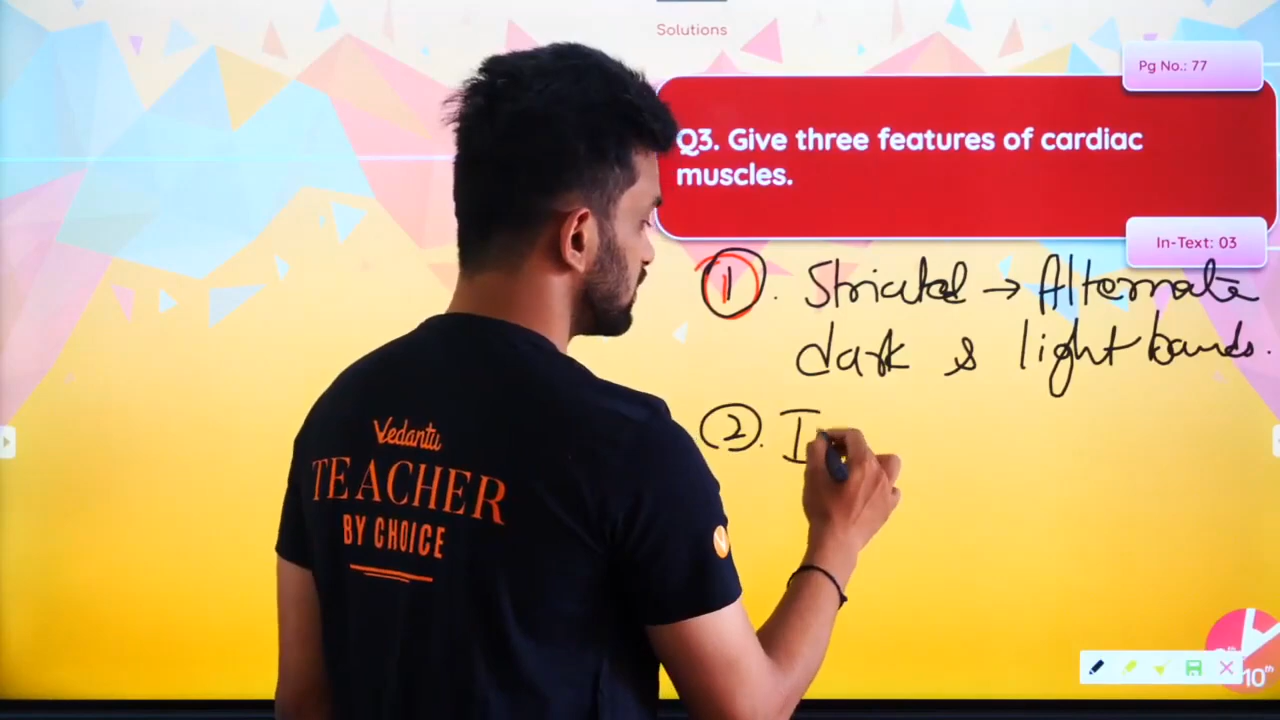 Solutions
Pg No.: 77
Q3. Give three features of cardiac
muscles.
In-Text: 03
1. Striated → Alternate
dark & light bands.
2. I
Vedantu
TEACHER
BY CHOICE
10th